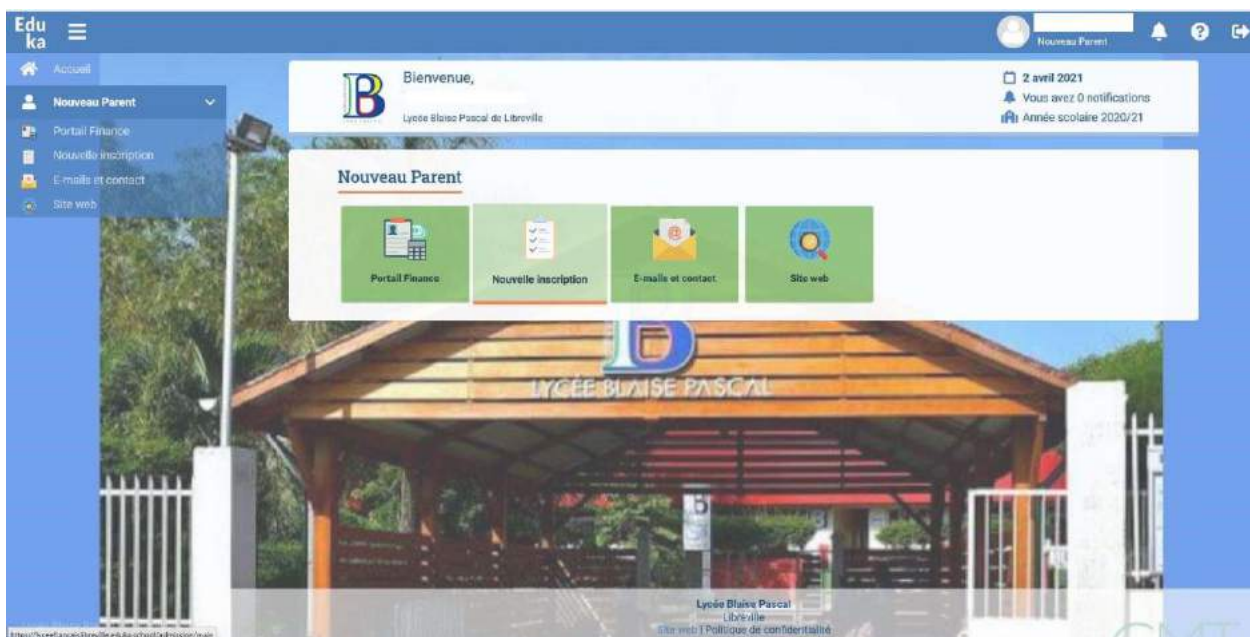 Edu
ka
Nouveau Parent
Accueil
Nouveau Parent
Portail Finance
Nouvelle inscription
E-mails et contact
Site web
B
Bienvenue,
Lycée Blaise Pascal de Libreville
2 avril 2021
Vous avez 0 notifications
Année scolaire 2020/21
Nouveau Parent
Portail Finance
Nouvelle inscription
E-mails et contact
Site web
B
LYCÉE BLAISE PASCAL
B
Lycée Blaise Pascal
Libreville
Site web | Politique de confidentialité